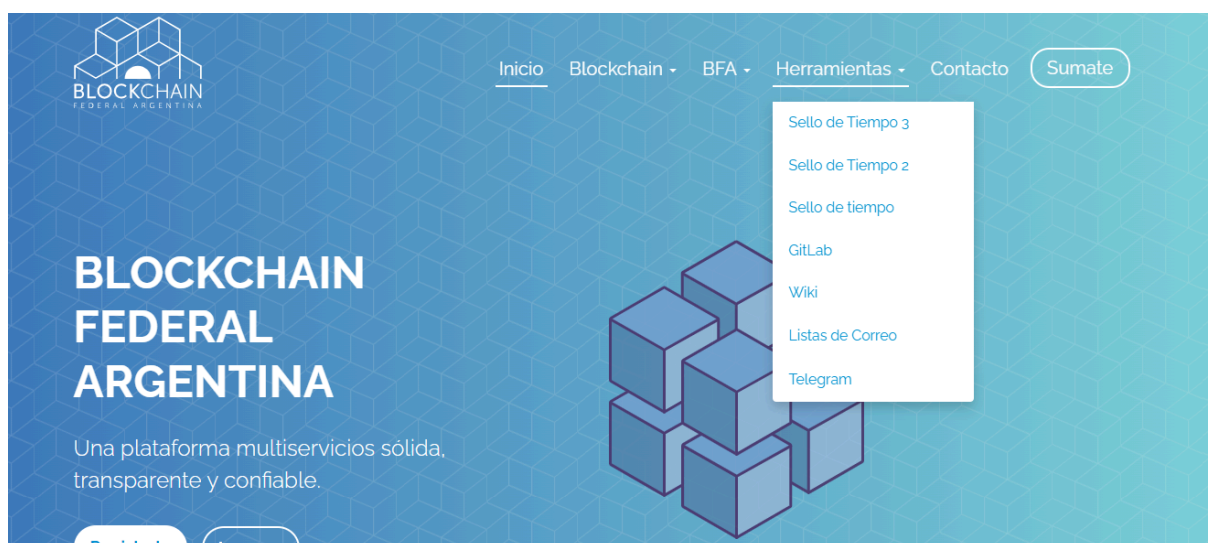 BLOCKCHAIN
FEDERAL ARGENTINA
Inicio
Blockchain
BFA
Herramientas
Contacto
Sumate
Sello de Tiempo 3
Sello de Tiempo 2
Sello de tiempo
GitLab
Wiki
Listas de Correo
Telegram
BLOCKCHAIN
FEDERAL
ARGENTINA
Una plataforma multiservicios sólida,
transparente y confiable.